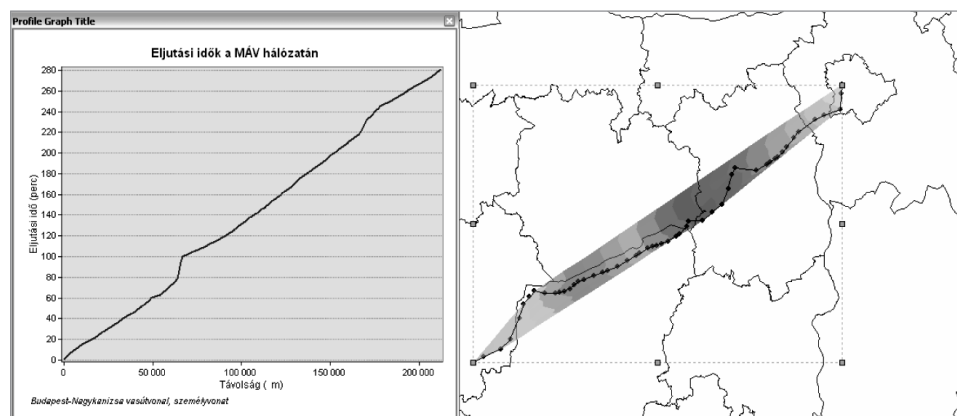 Profile Graph Title
Eljutási idők a MÁV hálózatán
280
260
240
220
200
180
160
140
120
100
80
60
40
20
0
Eljutási idő (perc)
0 50 000 100 000 150 000 200 000
Távolság ( m)
Budapest-Nagykanizsa vasútvonal, személyvonat